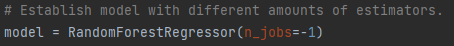 # Establish model with different amounts of estimators.
model = RandomForestRegressor(n_jobs=-1)